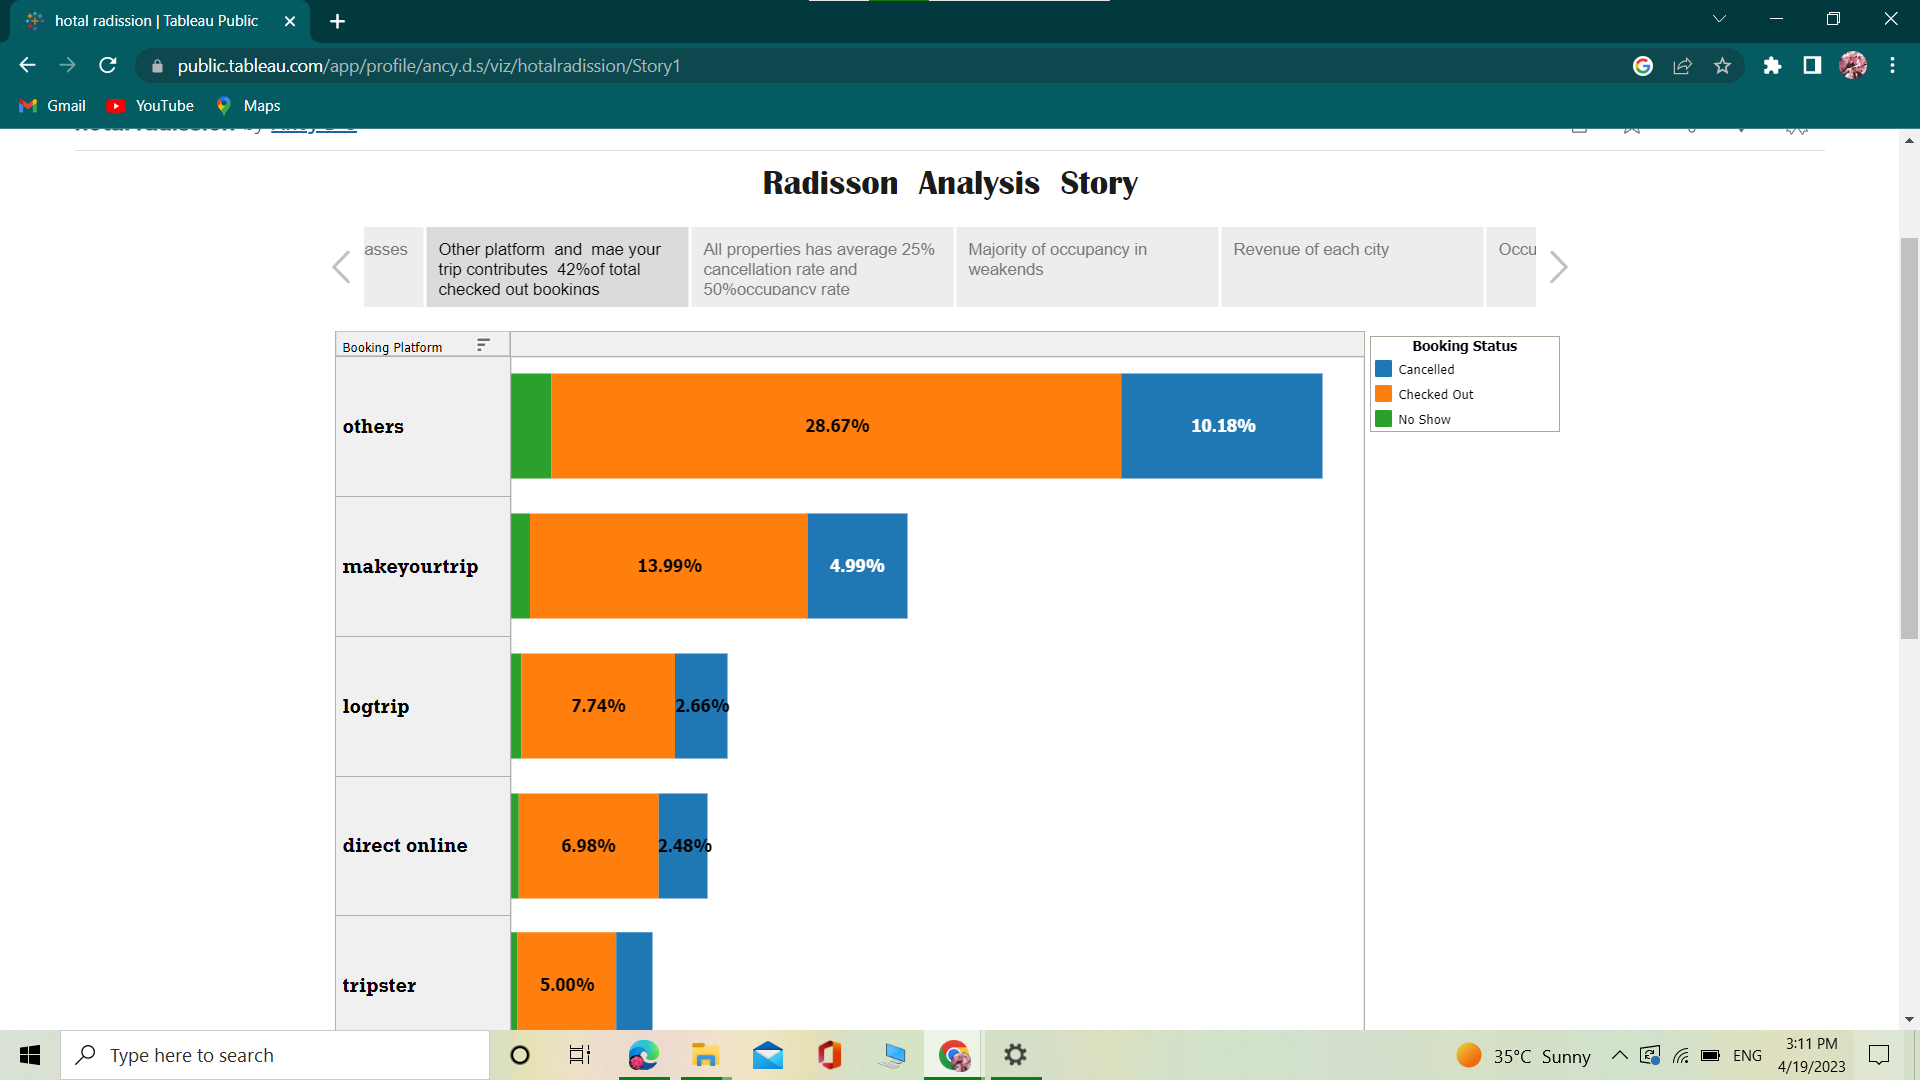 hotal radission | Tableau Public
public.tableau.com/app/profile/ancy.d.s/viz/hotalradission/Story1
Gmail YouTube Maps
hotal radission by Ancy D S
Radisson Analysis Story
asses
Other platform and mae your
trip contributes 42%of total
checked out bookings
All properties has average 25%
cancellation rate and
50%occupancy rate
Majority of occupancy in
weakends
Revenue of each city
Occu
Booking Platform
others
28.67%
10.18%
makeyourtrip
13.99%
4.99%
logtrip
7.74%
2.66%
direct online
6.98%
2.48%
tripster
5.00%
Booking Status
Cancelled
Checked Out
No Show
Type here to search
35°C Sunny
ENG
3:11 PM
4/19/2023